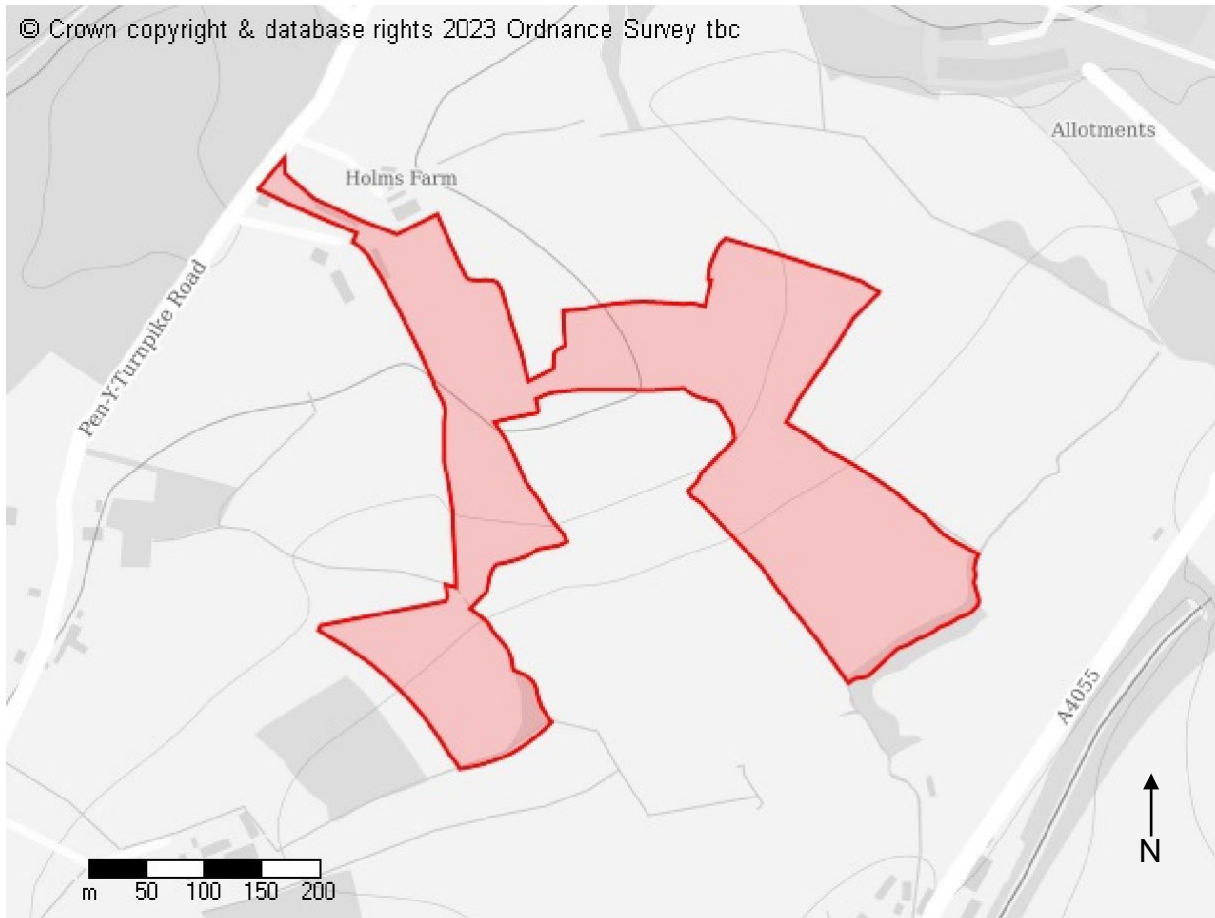 © Crown copyright & database rights 2023 Ordnance Survey tbc
Allotments
Holms Farm
Pen-Y-Turnpike Road
A4055
N
m 50 100 150 200